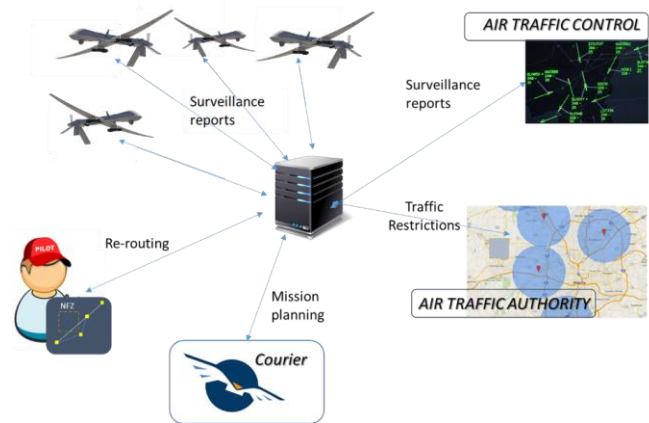 AIR TRAFFIC CONTROL
Surveillance
reports
Surveillance
reports
Traffic
Restrictions
Re-routing
PILOT
NFZ
Mission
planning
AIR TRAFFIC AUTHORITY
Courier